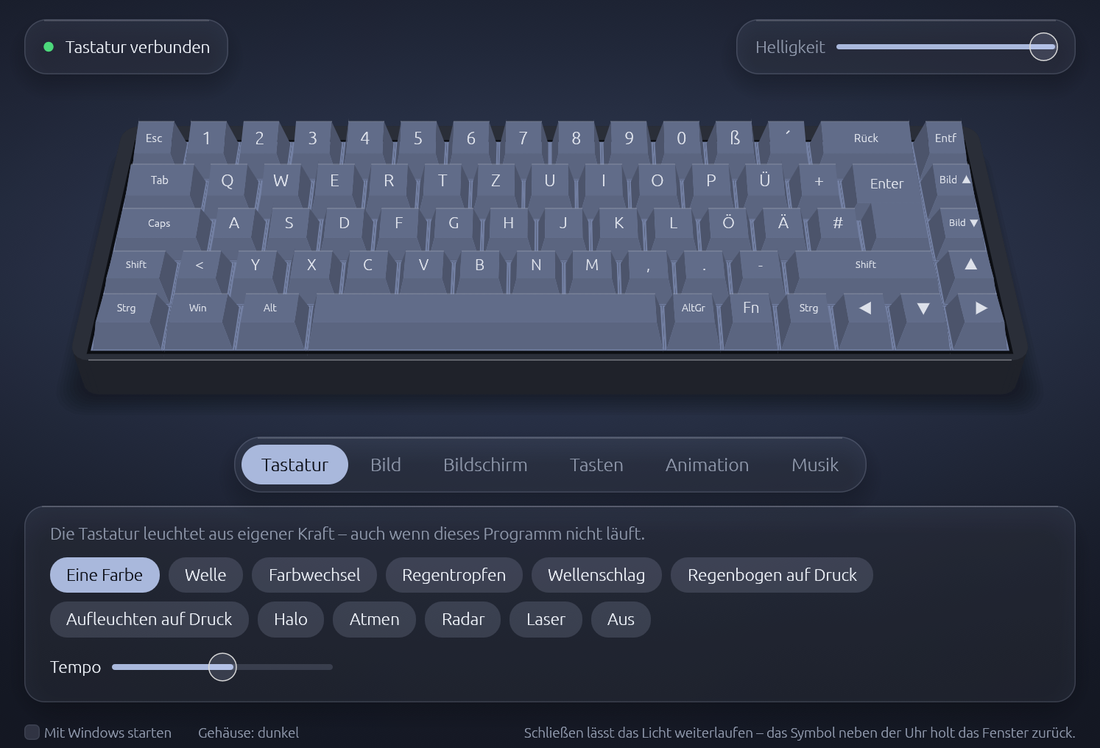 Tastatur verbunden
Helligkeit
Esc 1 2 3 4 5 6 7 8 9 0 ß ´ Rück Entf
Tab Q W E R T Z U I O P Ü + Enter Bild ▲
Caps A S D F G H J K L Ö Ä # Bild ▼
Shift < Y X C V B N M , . - Shift ▲
Strg Win Alt AltGr Fn Strg ◀ ▼ ▶
Tastatur Bild Bildschirm Tasten Animation Musik
Die Tastatur leuchtet aus eigener Kraft – auch wenn dieses Programm nicht läuft.
Eine Farbe Welle Farbwechsel Regentropfen Wellenschlag Regenbogen auf Druck
Aufleuchten auf Druck Halo Atmen Radar Laser Aus
Tempo
Mit Windows starten Gehäuse: dunkel Schließen lässt das Licht weiterlaufen – das Symbol neben der Uhr holt das Fenster zurück.